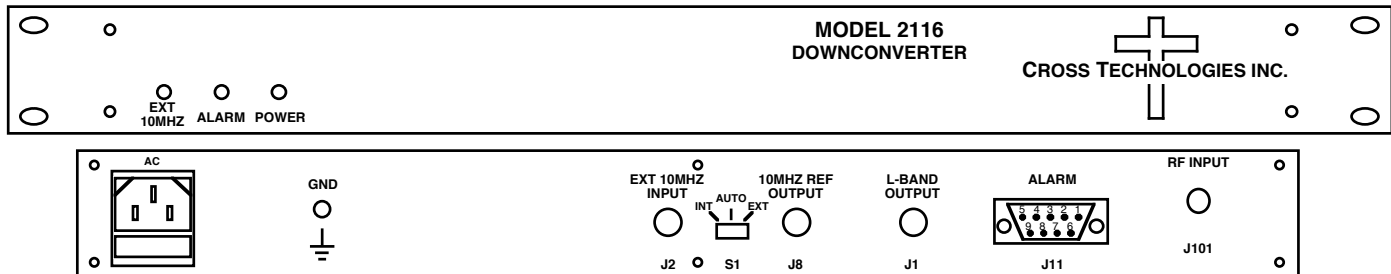 MODEL 2116
DOWNCONVERTER
CROSS TECHNOLOGIES INC.
EXT
10MHZ
ALARM
POWER
AC
GND
EXT 10MHZ
INPUT
J2
INT
AUTO
EXT
S1
10MHZ REF
OUTPUT
J8
L-BAND
OUTPUT
J1
ALARM
5 4 3 2 1
9 8 7 6
J11
RF INPUT
J101